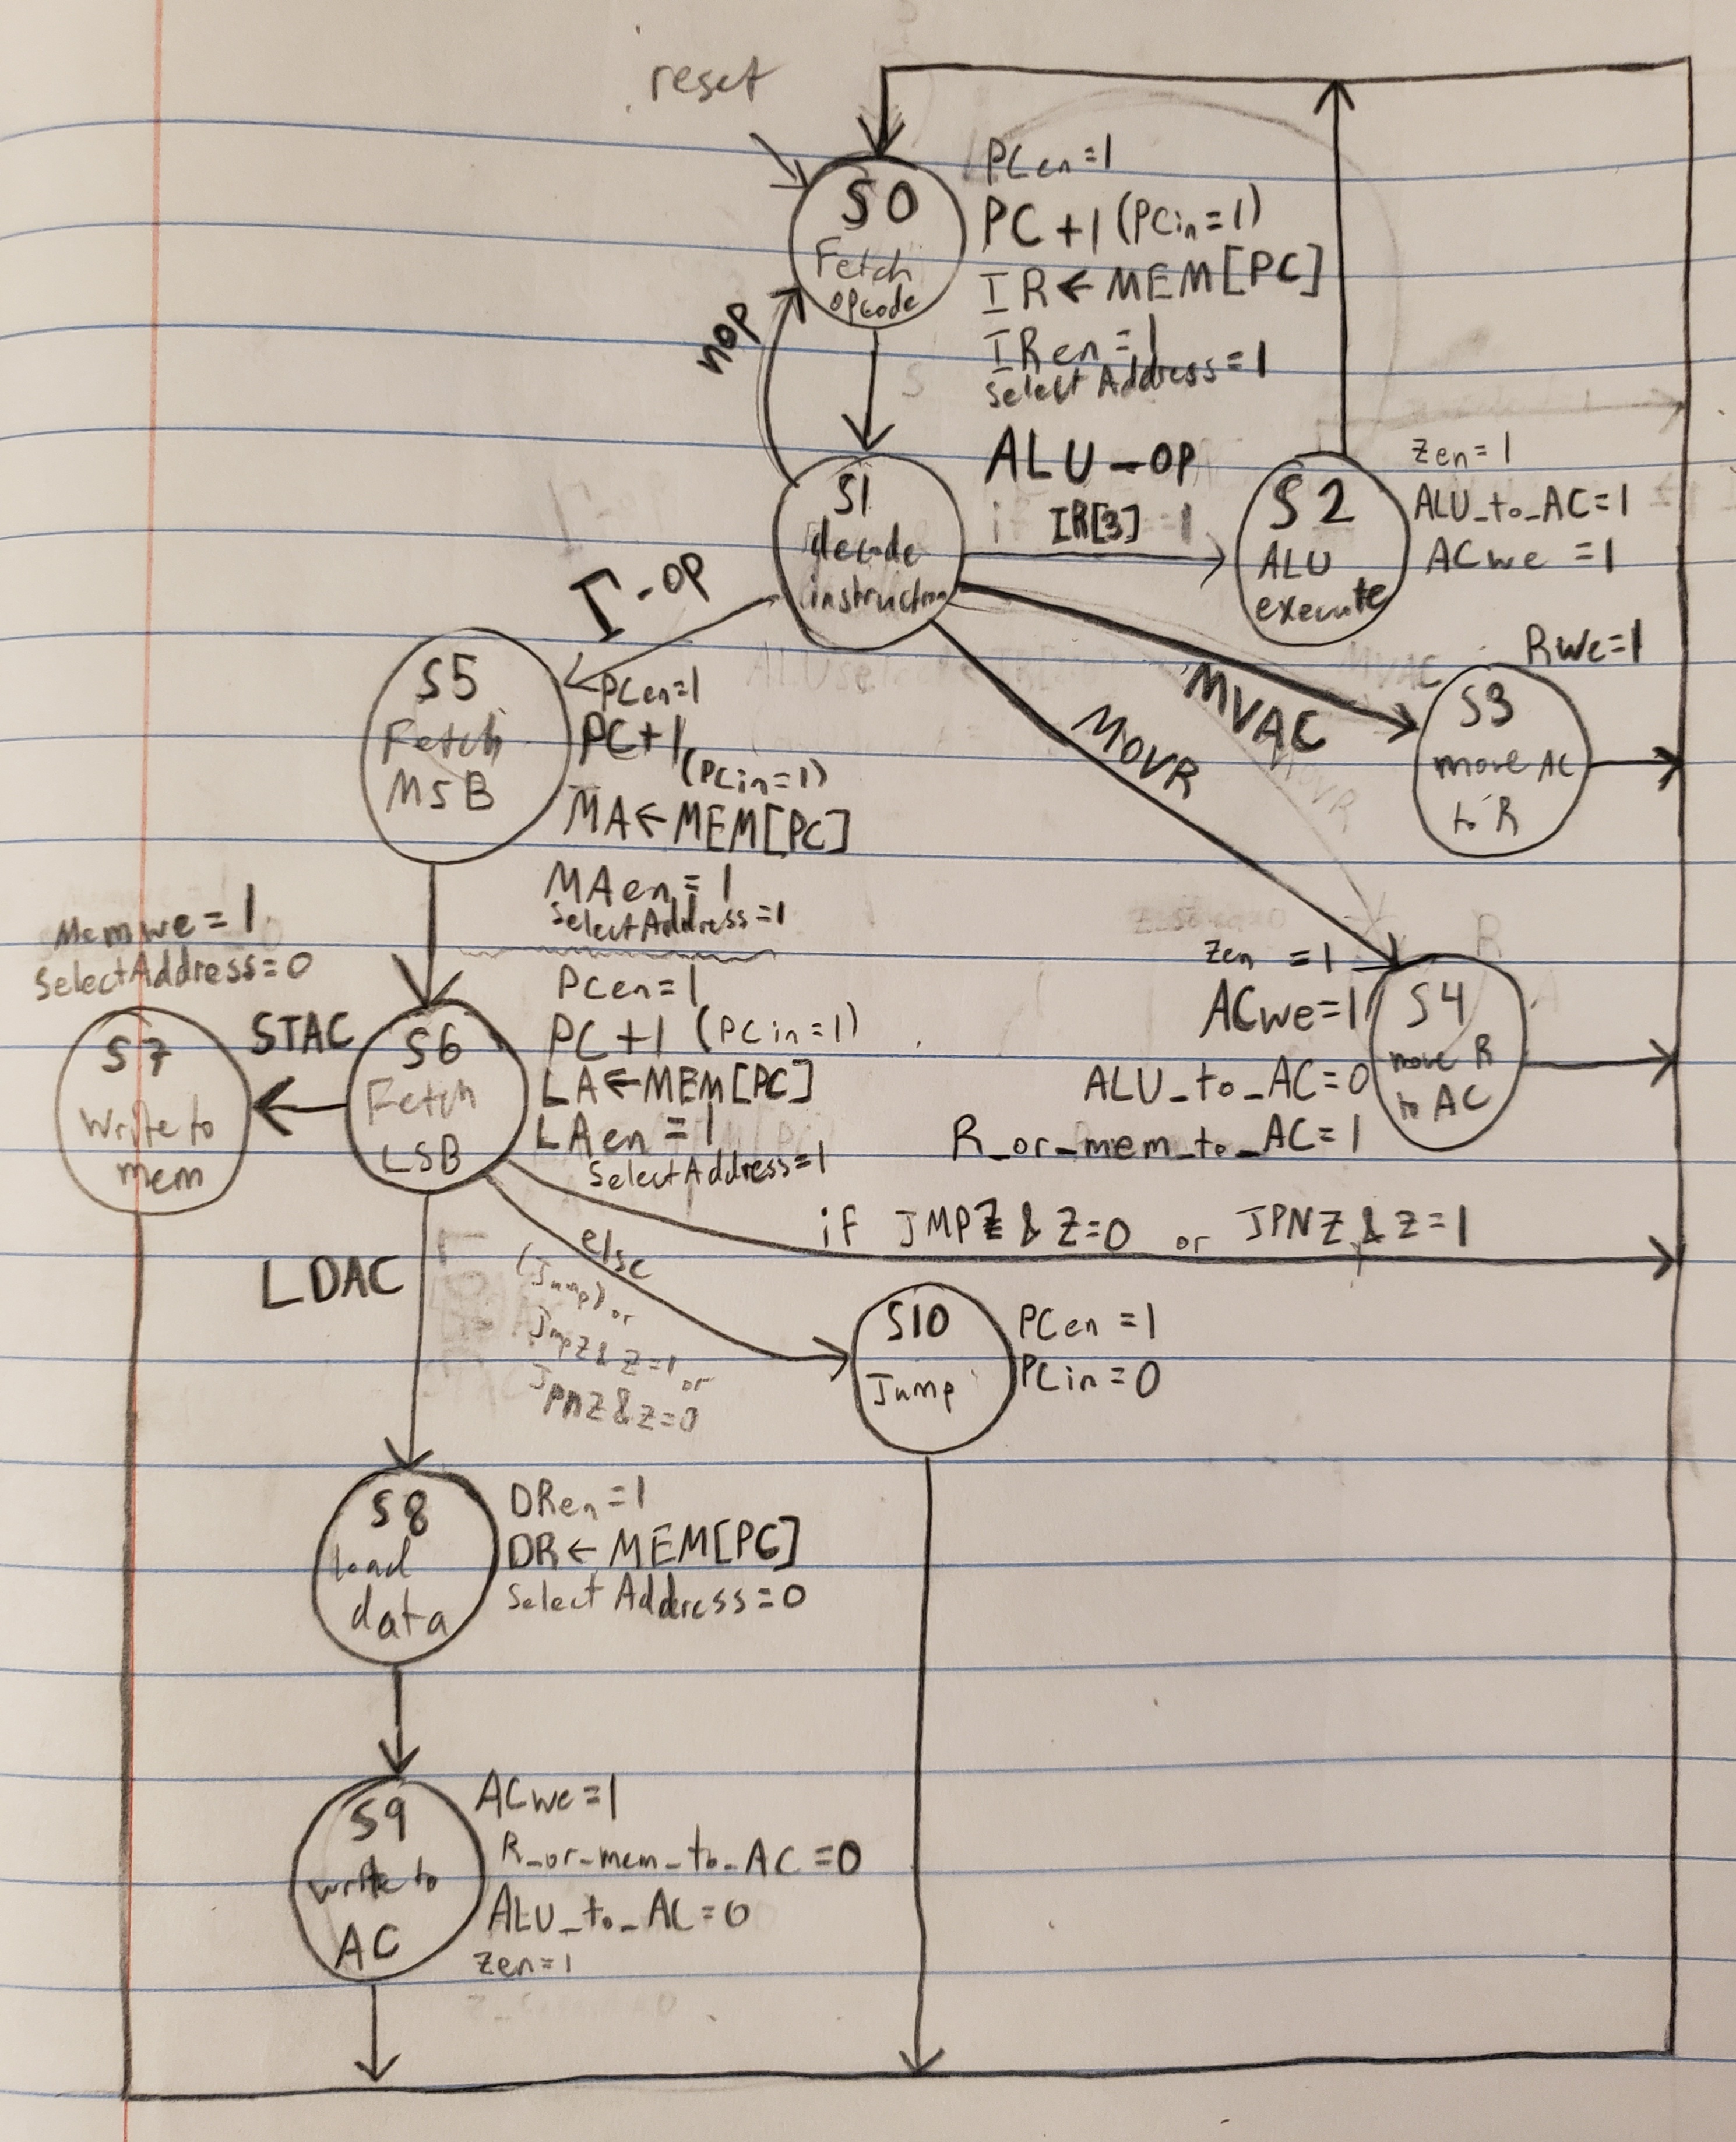 reset
S0
Fetch
opcode
PCen=1
PC+1 (PCin=1)
IR←MEM[PC]
IRen=1
Select Address=1
nop
S1
decode
instruction
ALU-OP
if IR[3]=1
S2
ALU
execute
Zen=1
ALU_to_AC=1
ACwe=1
I-OP
MVAC
MOVR
RWe=1
S3
move AC
to R
S5
Fetch
MSB
PCen=1
PC+1
(PCin=1)
MA←MEM[PC]
MAen=1
SelectAddress=1
Memwe=1
SelectAddress=0
S7
Write to
mem
STAC
S6
Fetch
LSB
PCen=1
PC+1 (PCin=1)
LA←MEM[PC]
LAen=1
SelectAddress=1
Zen=1
ACwe=1
ALU_to_AC=0
R_or_mem_to_AC=1
S4
move R
to AC
if JMPZ & Z=0 or JPNZ & Z=1
LDAC
else
(Jump) or
JmpZ & Z=1 or
JPNZ & Z=0
S10
Jump
PCen=1
PCin=0
S8
load
data
DRen=1
DR←MEM[PC]
Select Address=0
S9
write to
AC
ACwe=1
R_or_mem_to_AC=0
ALU_to_AC=0
Zen=1